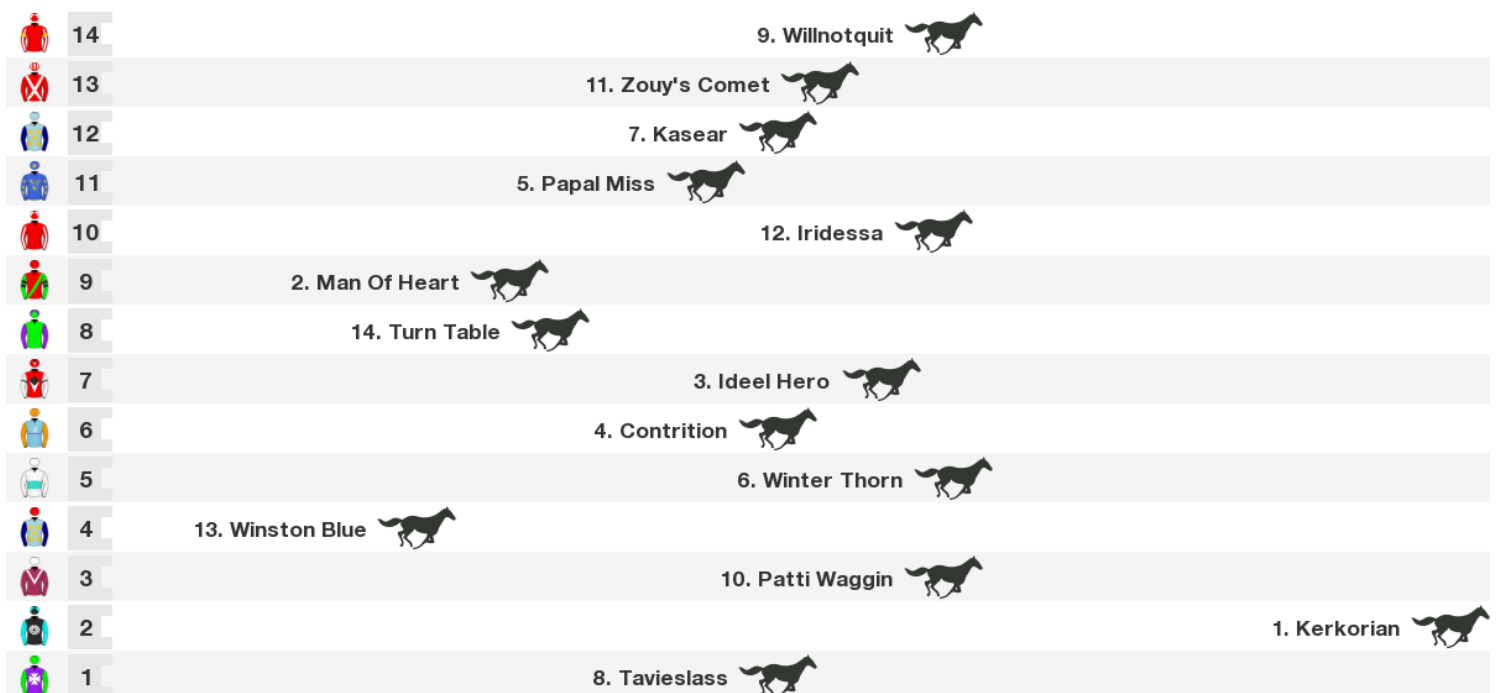 14 9. Willnotquit
13 11. Zouy's Comet
12 7. Kasear
11 5. Papal Miss
10 12. Iridessa
9 2. Man Of Heart
8 14. Turn Table
7 3. Ideel Hero
6 4. Contrition
5 6. Winter Thorn
4 13. Winston Blue
3 10. Patti Waggin
2 1. Kerkorian
1 8. Tavieslass